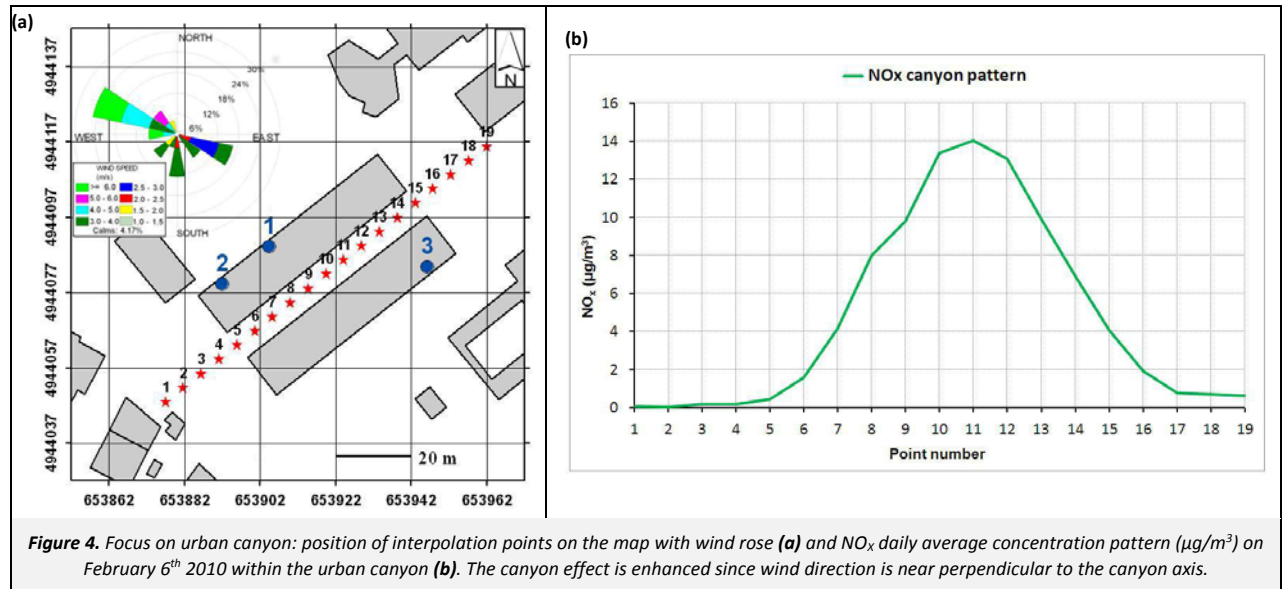 (a)
NORTH
30%
24%
18%
12%
6%
WEST
EAST
SOUTH
WIND SPEED
(m/s)
>= 6.0
2.5 - 3.0
5.0 - 6.0
2.0 - 2.5
4.0 - 5.0
1.5 - 2.0
3.0 - 4.0
1.0 - 1.5
Calms: 4.17%
N
4944137
4944117
4944097
4944077
4944057
4944037
1
2
3
1
2
3
4
5
6
7
8
9
10
11
12
13
14
15
16
17
18
19
20 m
653862 653882 653902 653922 653942 653962
(b)
NOx canyon pattern
16
14
12
10
8
6
4
2
0
NOx (µg/m³)
1 2 3 4 5 6 7 8 9 10 11 12 13 14 15 16 17 18 19
Point number
Figure 4. Focus on urban canyon: position of interpolation points on the map with wind rose (a) and NOX daily average concentration pattern (µg/m³) on
February 6th 2010 within the urban canyon (b). The canyon effect is enhanced since wind direction is near perpendicular to the canyon axis.